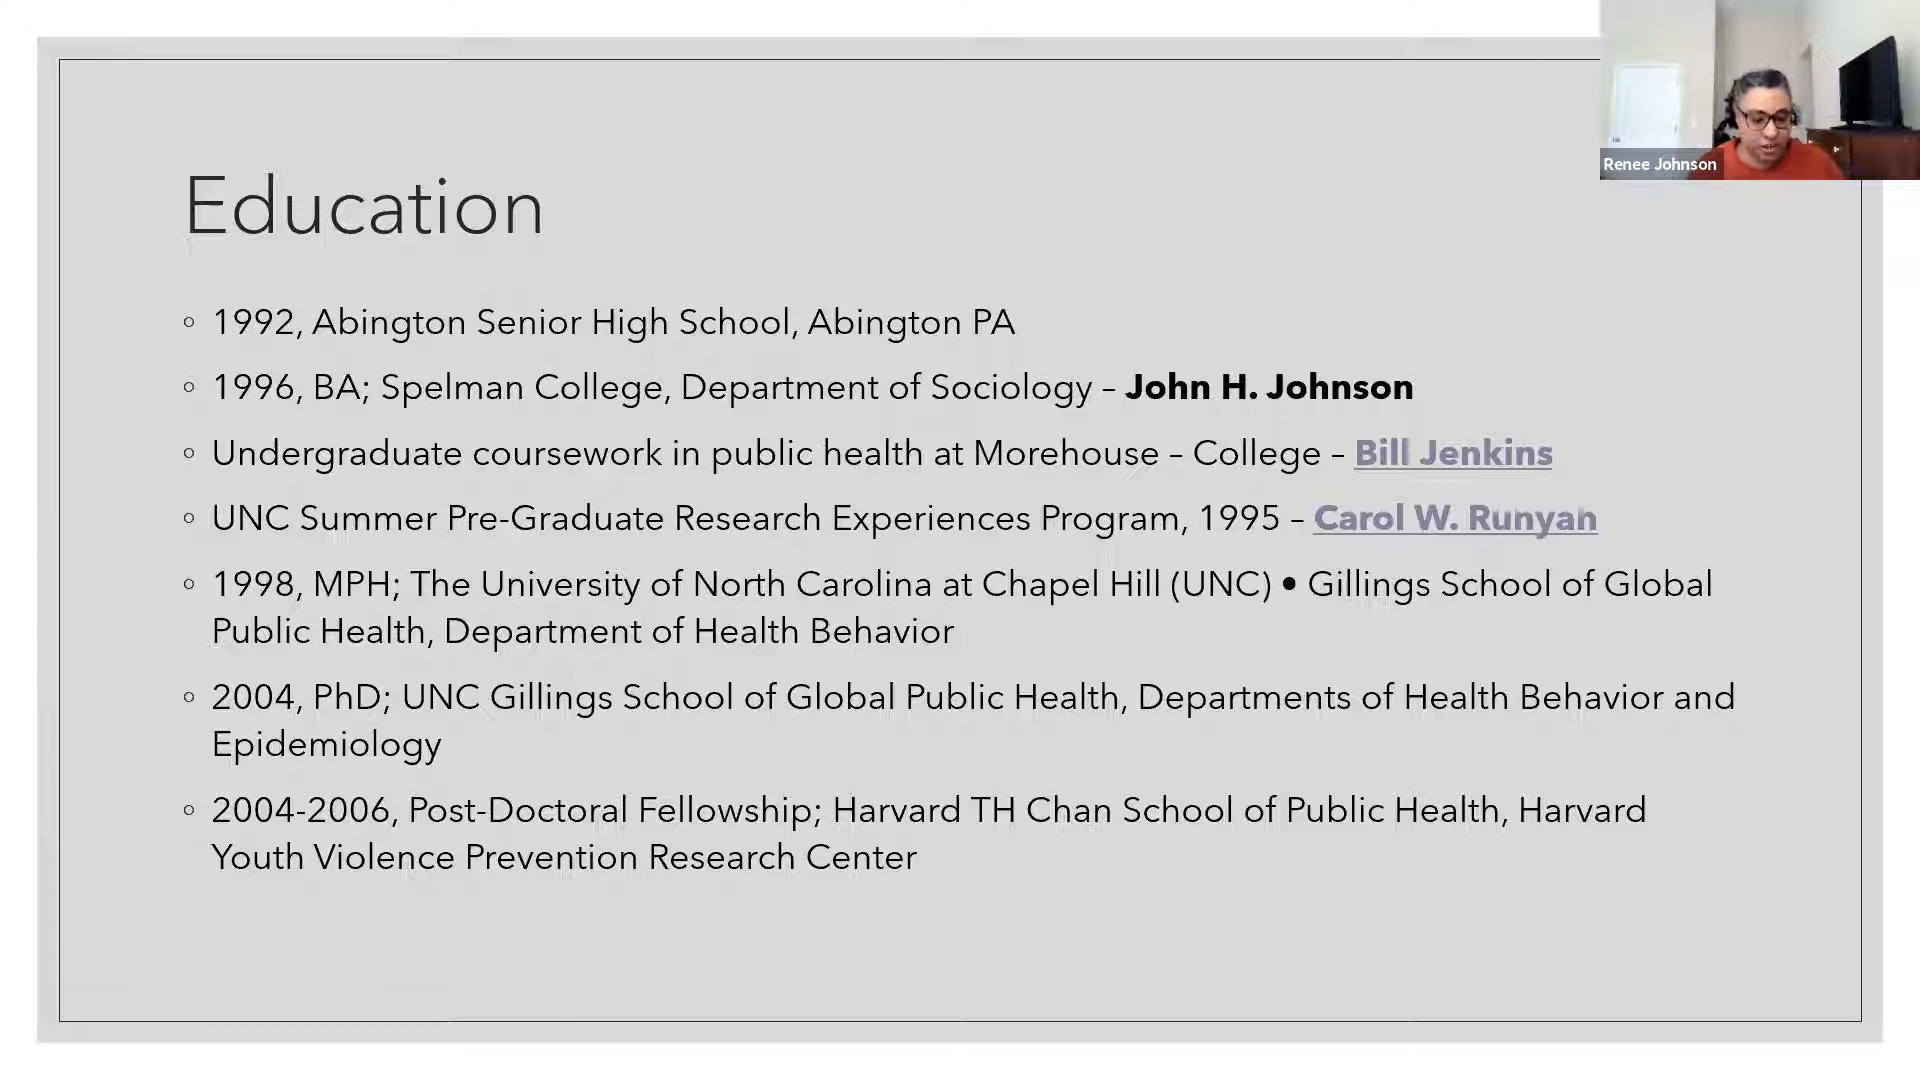 Renee Johnson
Education
◦ 1992, Abington Senior High School, Abington PA
◦ 1996, BA; Spelman College, Department of Sociology – John H. Johnson
◦ Undergraduate coursework in public health at Morehouse – College – Bill Jenkins
◦ UNC Summer Pre-Graduate Research Experiences Program, 1995 – Carol W. Runyan
◦ 1998, MPH; The University of North Carolina at Chapel Hill (UNC) • Gillings School of Global
Public Health, Department of Health Behavior
◦ 2004, PhD; UNC Gillings School of Global Public Health, Departments of Health Behavior and
Epidemiology
◦ 2004-2006, Post-Doctoral Fellowship; Harvard TH Chan School of Public Health, Harvard
Youth Violence Prevention Research Center